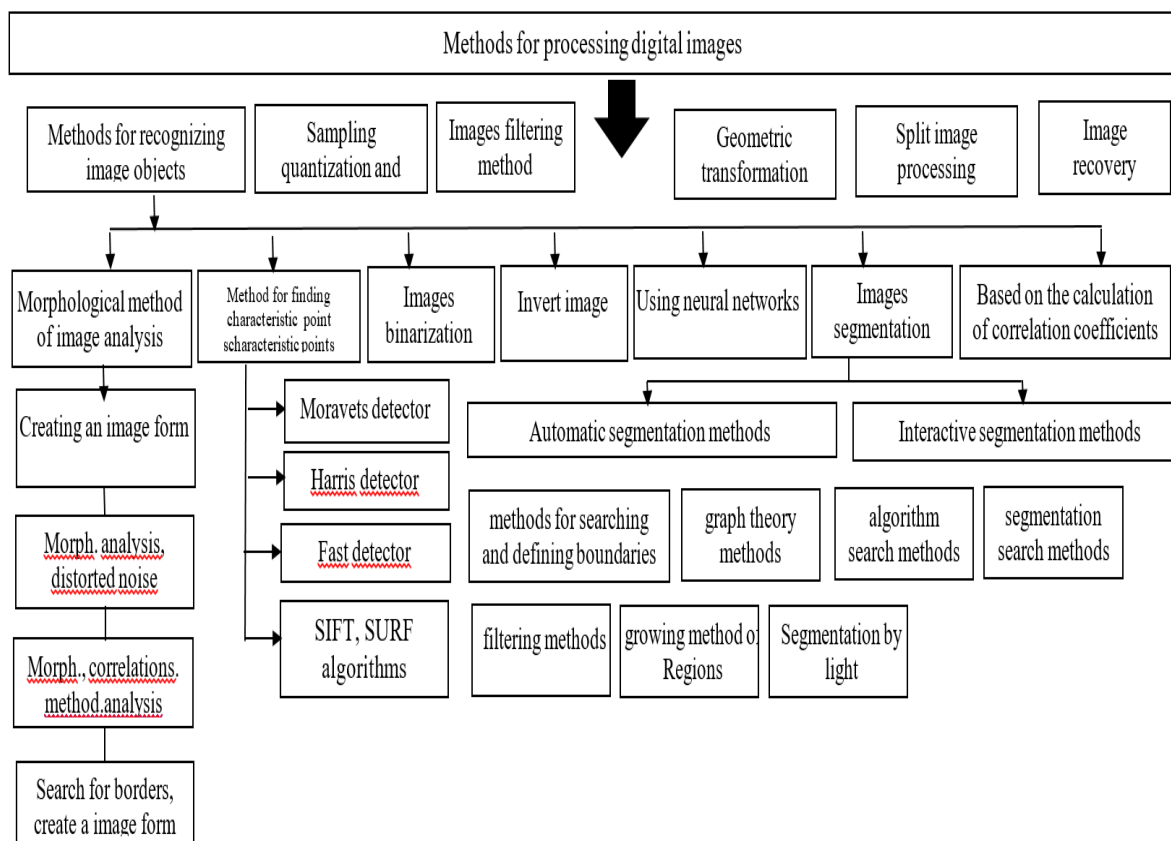 Methods for processing digital images
Methods for recognizing
image objects
Sampling
quantization and
Images filtering
method
Geometric
transformation
Split image
processing
Image
recovery
Morphological method
of image analysis
Method for finding
characteristic point
scharacteristic points
Images
binarization
Invert image
Using neural networks
Images
segmentation
Based on the calculation
of correlation coefficients
Creating an image form
Moravets detector
Automatic segmentation methods
Interactive segmentation methods
Harris detector
Morph. analysis,
distorted noise
Fast detector
methods for searching
and defining boundaries
graph theory
methods
algorithm
search methods
segmentation
search methods
Morph., correlations.
method.analysis
SIFT, SURF
algorithms
filtering methods
growing method of
Regions
Segmentation by
light
Search for borders,
create a image form